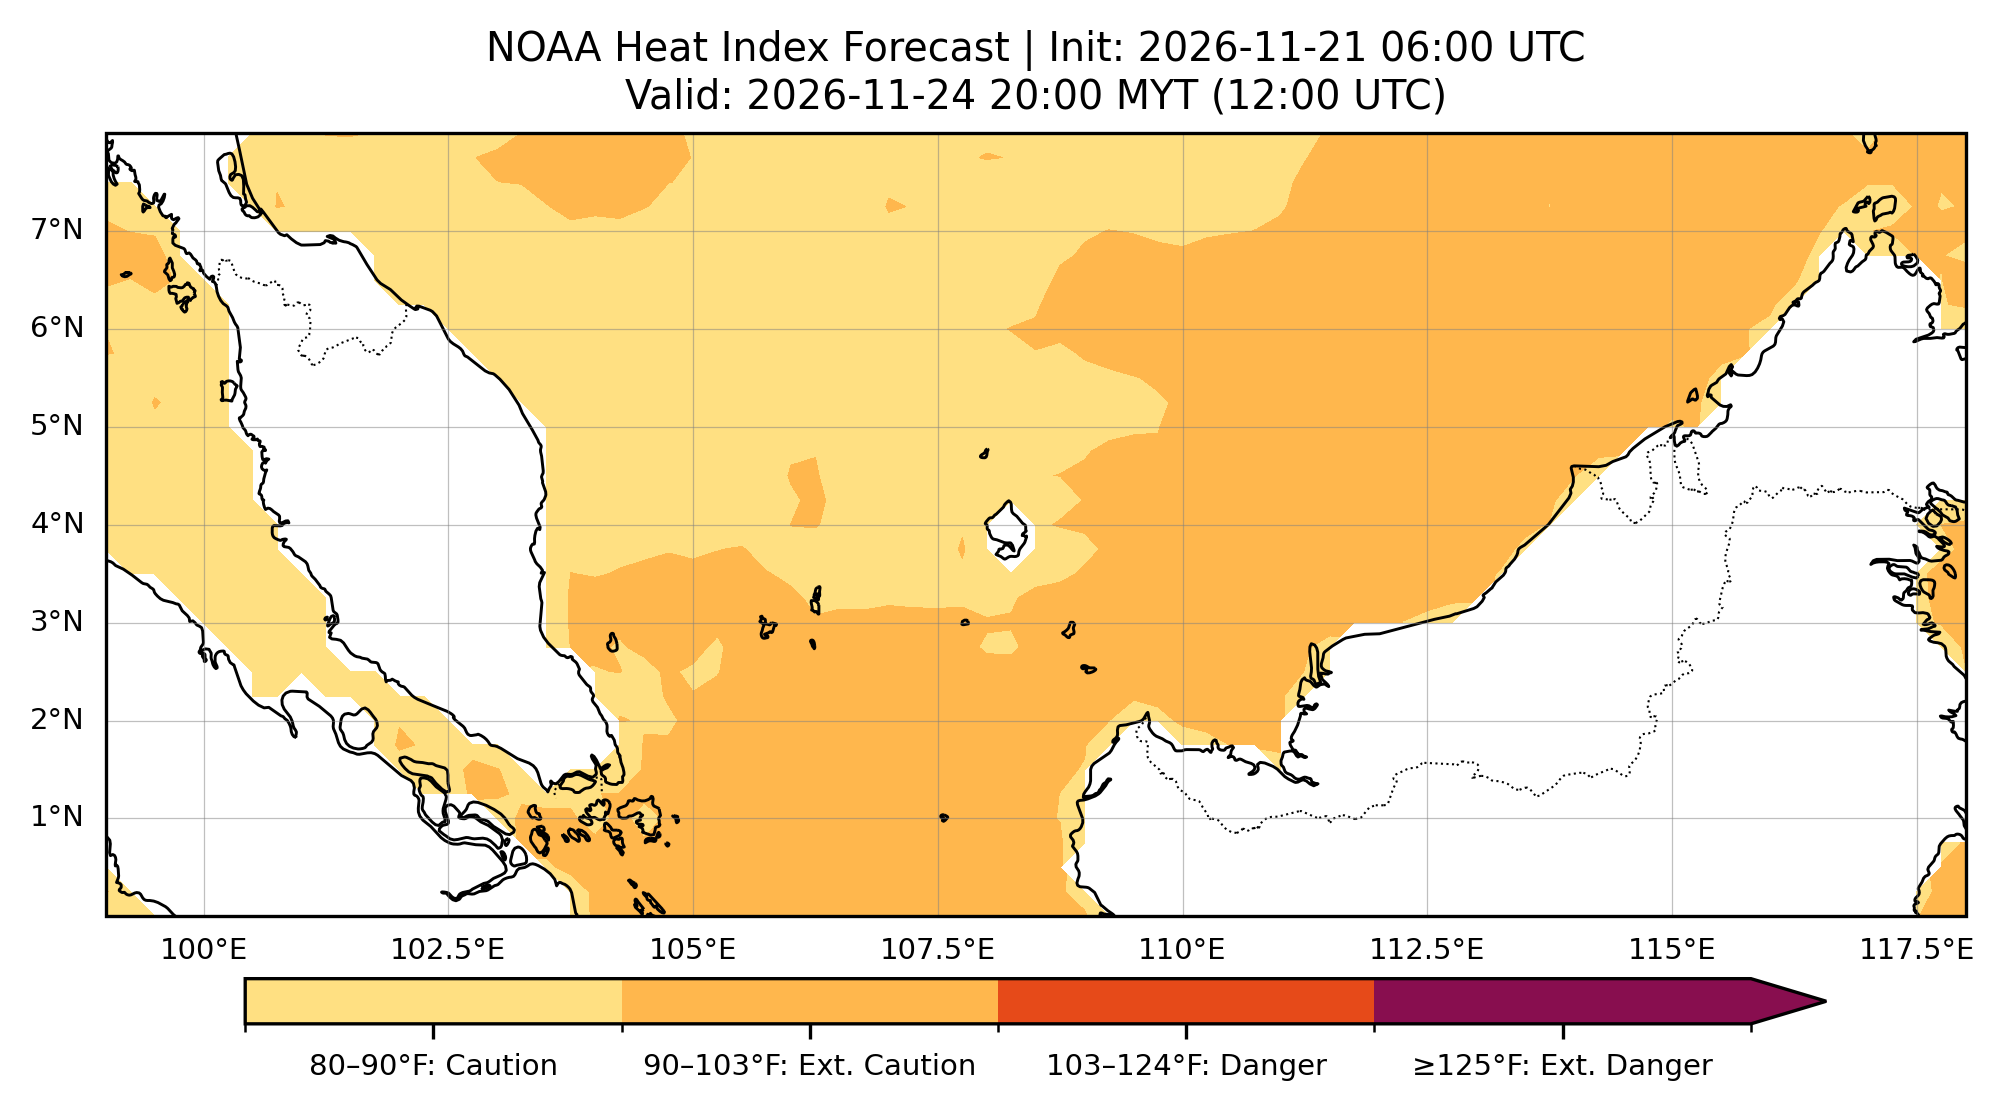 NOAA Heat Index Forecast | Init: 2026-11-21 06:00 UTC
Valid: 2026-11-24 20:00 MYT (12:00 UTC)
7°N
6°N
5°N
4°N
3°N
2°N
1°N
100°E 102.5°E 105°E 107.5°E 110°E 112.5°E 115°E 117.5°E
80–90°F: Caution 90–103°F: Ext. Caution 103–124°F: Danger ≥125°F: Ext. Danger